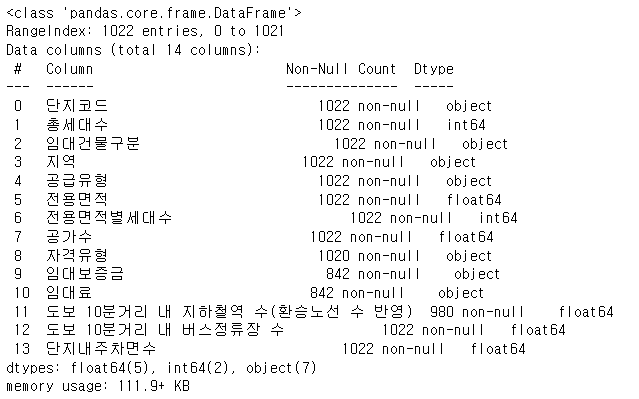 <class 'pandas.core.frame.DataFrame'>
RangeIndex: 1022 entries, 0 to 1021
Data columns (total 14 columns):
 #   Column                        Non-Null Count  Dtype
---  ------                        --------------  -----
 0   단지코드                          1022 non-null   object
 1   총세대수                          1022 non-null   int64
 2   임대건물구분                        1022 non-null   object
 3   지역                            1022 non-null   object
 4   공급유형                          1022 non-null   object
 5   전용면적                          1022 non-null   float64
 6   전용면적별세대수                      1022 non-null   int64
 7   공가수                           1022 non-null   float64
 8   자격유형                          1020 non-null   object
 9   임대보증금                         842 non-null    object
 10  임대료                           842 non-null    object
 11  도보 10분거리 내 지하철역 수(환승노선 수 반영)  980 non-null    float64
 12  도보 10분거리 내 버스정류장 수            1022 non-null   float64
 13  단지내주차면수                       1022 non-null   float64
dtypes: float64(5), int64(2), object(7)
memory usage: 111.9+ KB